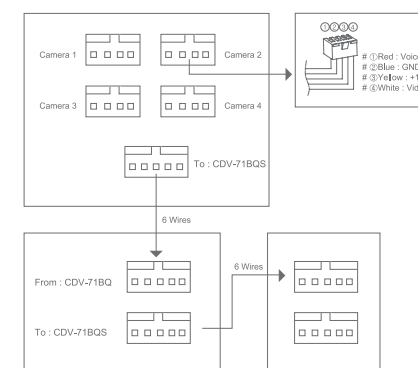 ①②③④
Camera 1
Camera 2
# ①Red : Voic
# ②Blue : GND
# ③Yellow : +1
# ④White : Vid
Camera 3
Camera 4
To : CDV-71BQS
6 Wires
From : CDV-71BQ
6 Wires
To : CDV-71BQS